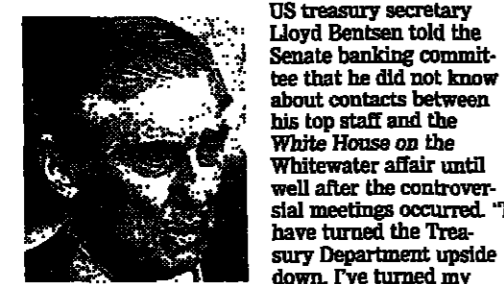 US treasury secretary
Lloyd Bentsen told the
Senate banking commit-
tee that he did not know
about contacts between
his top staff and the
White House on the
Whitewater affair until
well after the controver-
sial meetings occurred.
have turned the Trea-
sury Department upside
down. I've turned my